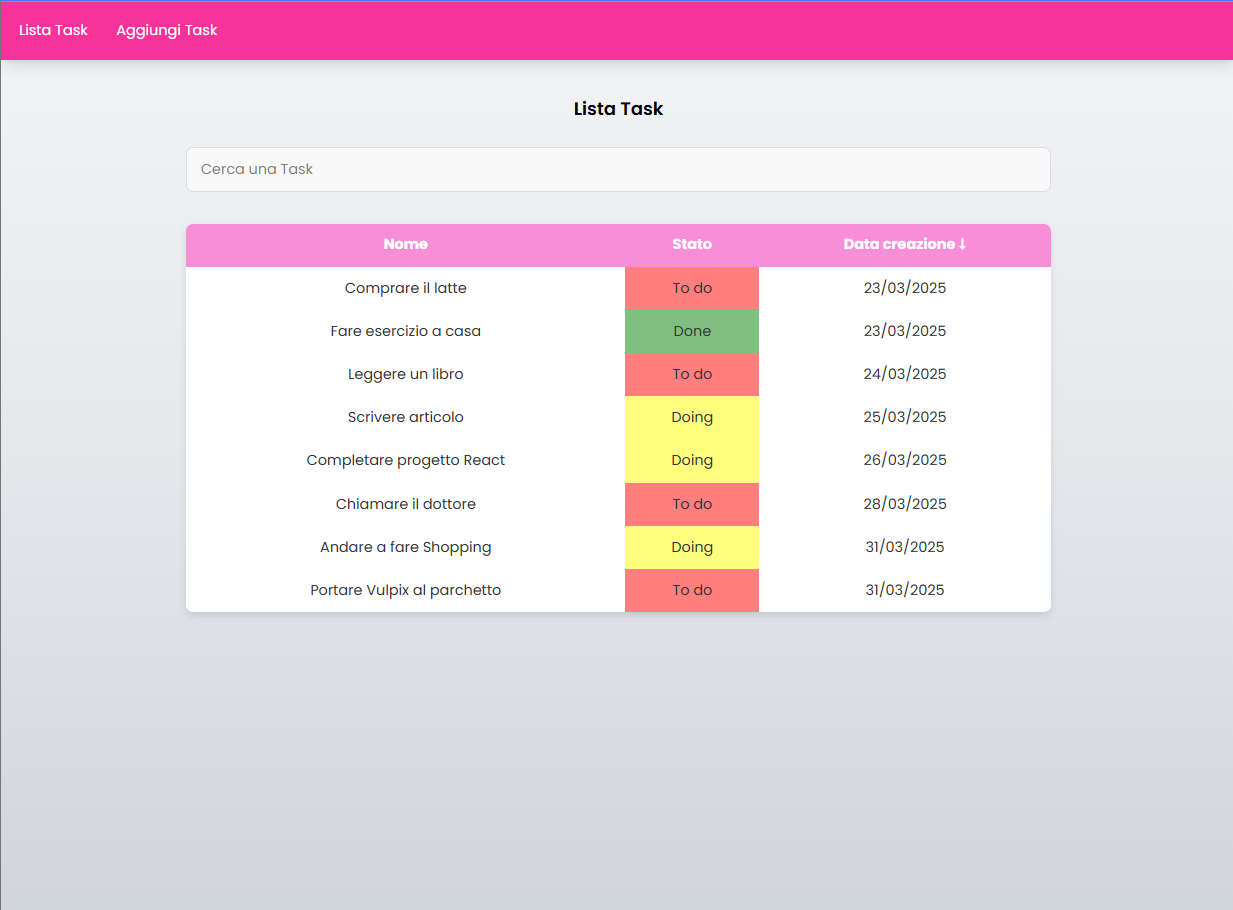 Lista Task Aggiungi Task
Lista Task
Cerca una Task
Nome Stato Data creazione ↓
Comprare il latte To do 23/03/2025
Fare esercizio a casa Done 23/03/2025
Leggere un libro To do 24/03/2025
Scrivere articolo Doing 25/03/2025
Completare progetto React Doing 26/03/2025
Chiamare il dottore To do 28/03/2025
Andare a fare Shopping Doing 31/03/2025
Portare Vulpix al parchetto To do 31/03/2025